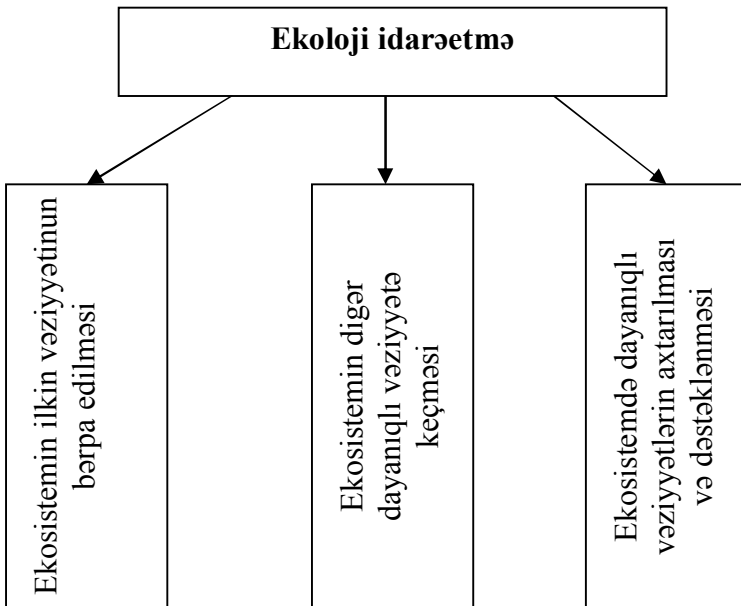 Ekoloji idarəetmə
Ekosistemin ilkin vəziyyətinun
bərpa edilməsi
Ekosistemin digər
dayanıqlı vəziyyətə
keçməsi
Ekosistemdə dayanıqlı
vəziyyətlərin axtarılması
və dəstəklənməsi